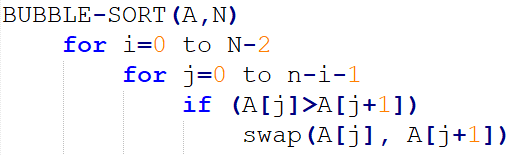 BUBBLE-SORT(A,N)
for i=0 to N-2
for j=0 to n-i-1
if (A[j]>A[j+1])
swap(A[j], A[j+1])